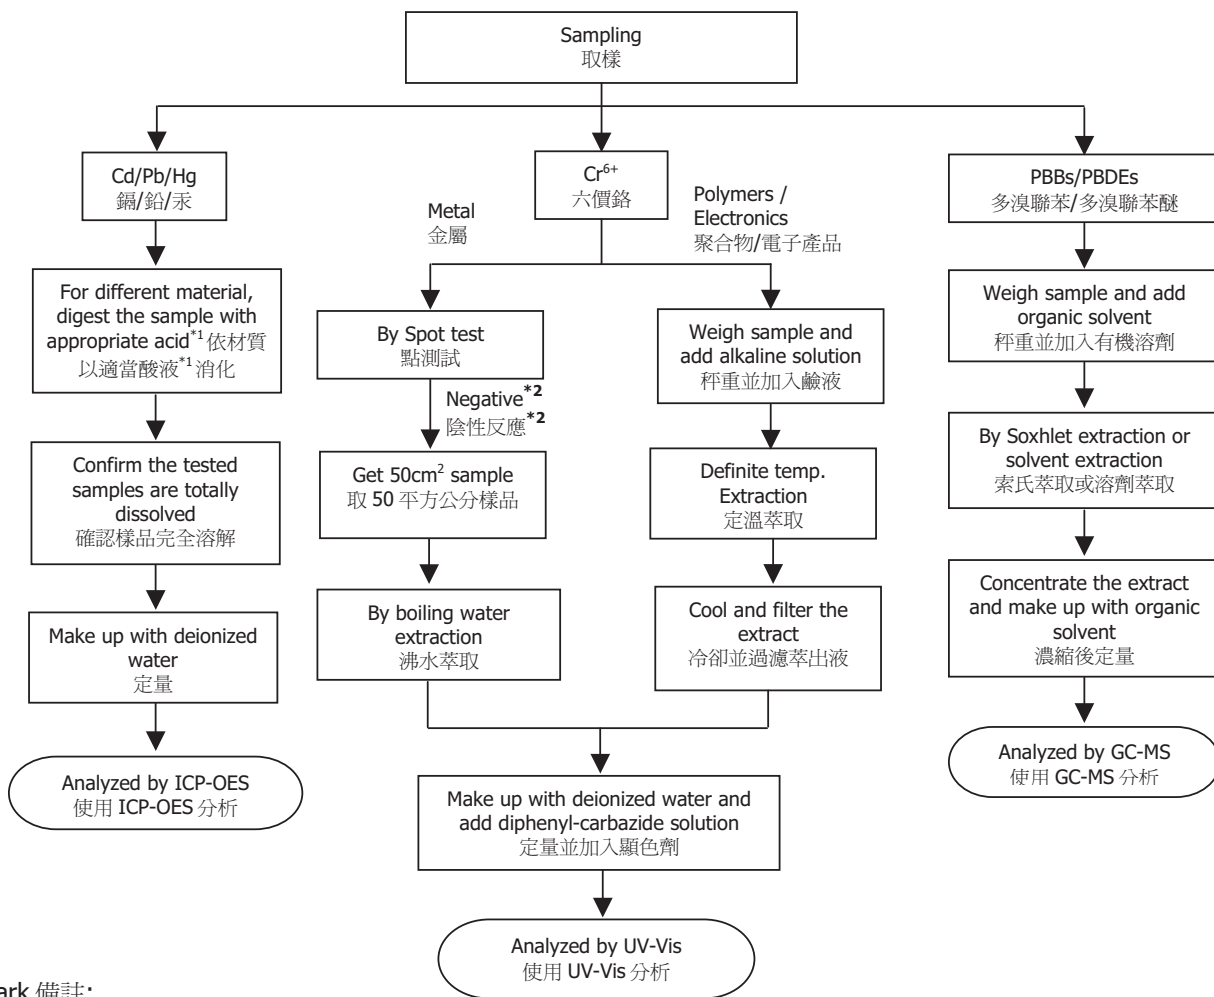 Sampling
取樣
Cd/Pb/Hg
鎘/鉛/汞
For different material,
digest the sample with
appropriate acid*1 依材質
以適當酸液*1 消化
Confirm the tested
samples are totally
dissolved
確認樣品完全溶解
Make up with deionized
water
定量
Analyzed by ICP-OES
使用 ICP-OES 分析
Cr6+
六價鉻
Metal
金屬
By Spot test
點測試
Negative*2
陰性反應*2
Get 50cm2 sample
取 50 平方公分樣品
By boiling water
extraction
沸水萃取
Polymers /
Electronics
聚合物/電子產品
Weigh sample and
add alkaline solution
秤重並加入鹼液
Definite temp.
Extraction
定溫萃取
Cool and filter the
extract
冷卻並過濾萃出液
Make up with deionized water and
add diphenyl-carbazide solution
定量並加入顯色劑
Analyzed by UV-Vis
使用 UV-Vis 分析
PBBs/PBDEs
多溴聯苯/多溴聯苯醚
Weigh sample and add
organic solvent
秤重並加入有機溶劑
By Soxhlet extraction or
solvent extraction
索氏萃取或溶劑萃取
Concentrate the extract
and make up with organic
solvent
濃縮後定量
Analyzed by GC-MS
使用 GC-MS 分析
ark 備註: